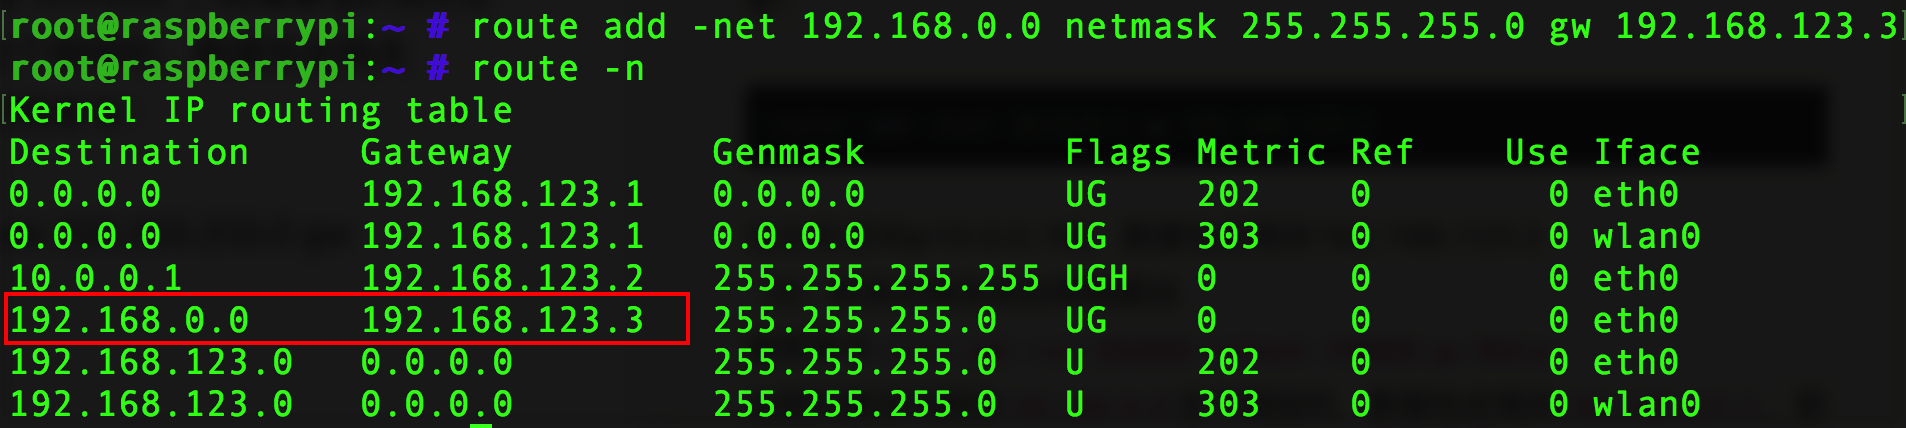 root@raspberrypi:~ # route add -net 192.168.0.0 netmask 255.255.255.0 gw 192.168.123.3
root@raspberrypi:~ # route -n
Kernel IP routing table
Destination     Gateway         Genmask         Flags Metric Ref    Use Iface
0.0.0.0         192.168.123.1   0.0.0.0         UG    202    0        0 eth0
0.0.0.0         192.168.123.1   0.0.0.0         UG    303    0        0 wlan0
10.0.0.1        192.168.123.2   255.255.255.255 UGH   0      0        0 eth0
192.168.0.0     192.168.123.3   255.255.255.0   UG    0      0        0 eth0
192.168.123.0   0.0.0.0         255.255.255.0   U     202    0        0 eth0
192.168.123.0   0.0.0.0         255.255.255.0   U     303    0        0 wlan0